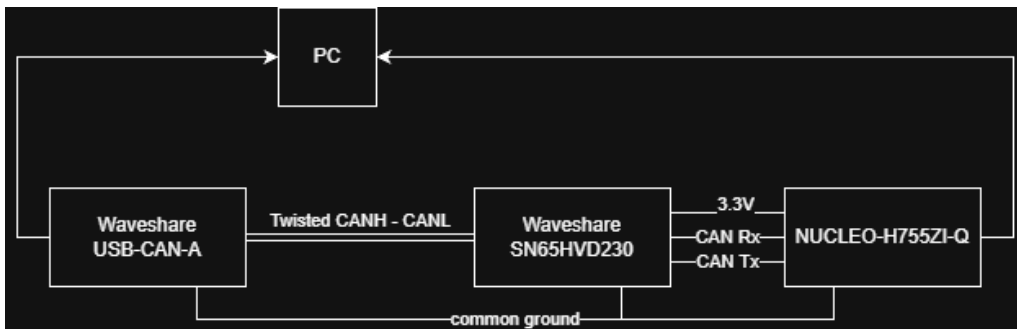 PC
Waveshare
USB-CAN-A
Twisted CANH - CANL
Waveshare
SN65HVD230
3.3V
CAN Rx
CAN Tx
NUCLEO-H755ZI-Q
common ground